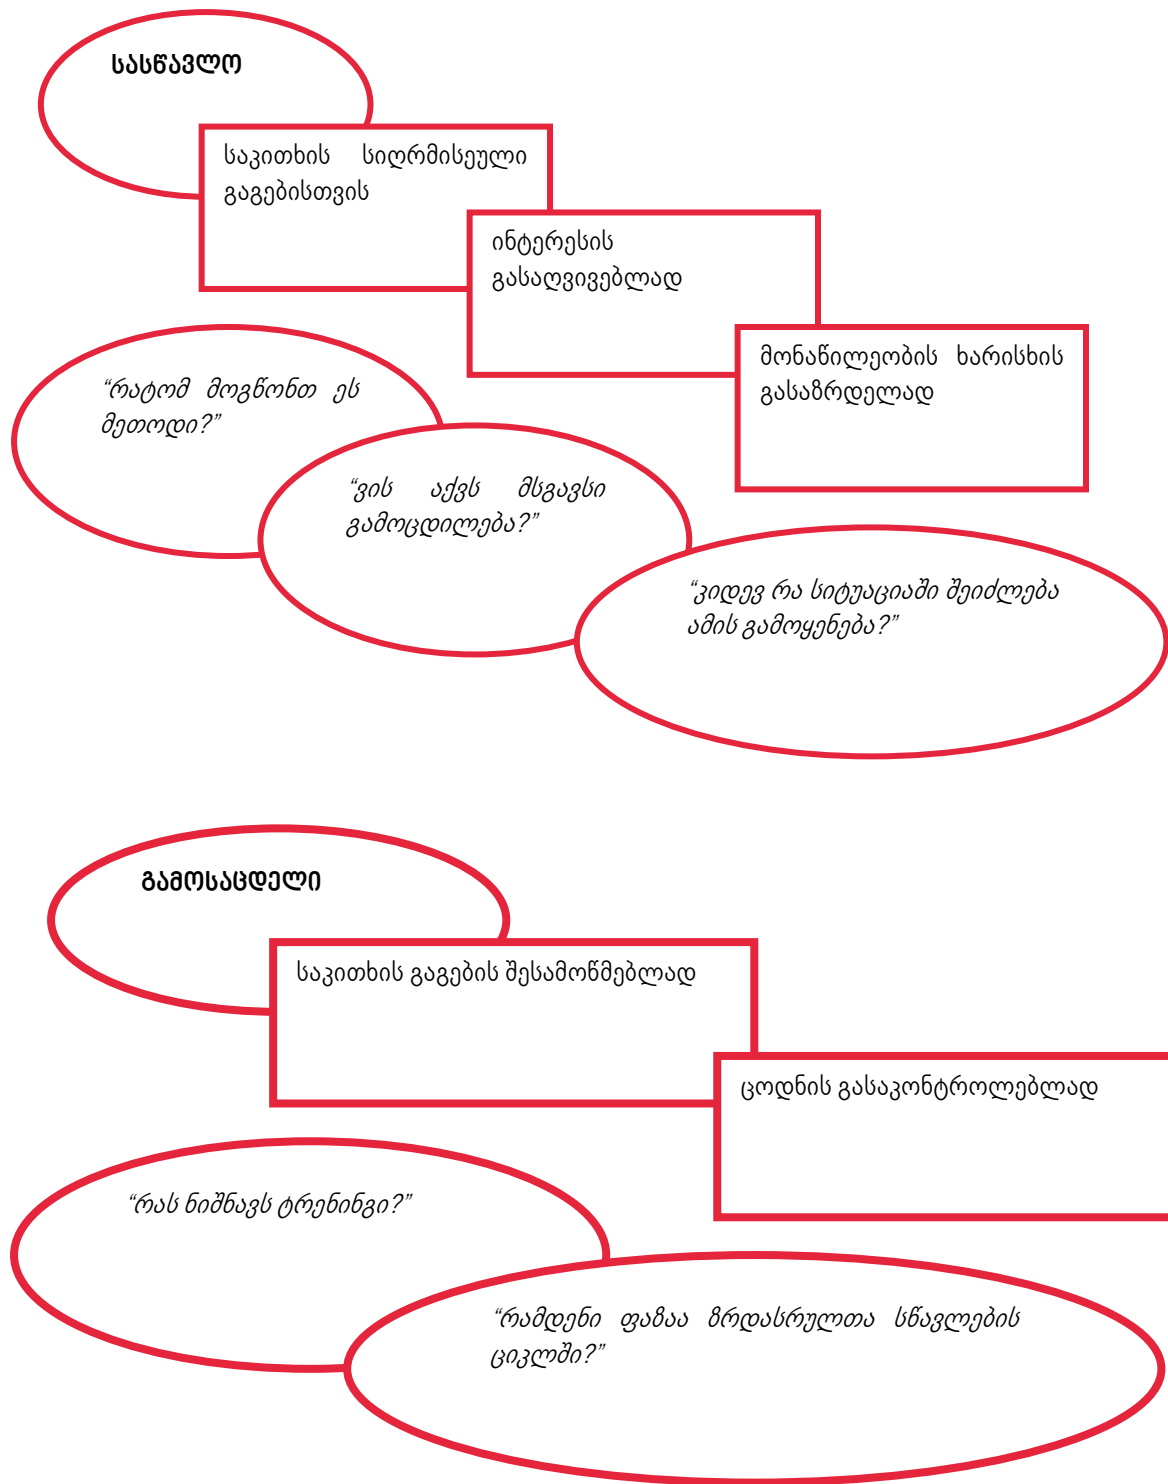 სასწავლო
საკითხის სიღრმისეული
გაგებისთვის
ინტერესის
გასაღვივებლად
მონაწილეობის ხარისხის
გასაზრდელად
“რატომ მოგწონთ ეს
მეთოდი?”
“ვის აქვს მსგავსი
გამოცდილება?”
“კიდევ რა სიტუაციაში შეიძლება
ამის გამოყენება?”
გამოსაცდელი
საკითხის გაგების შესამოწმებლად
ცოდნის გასაკონტროლებლად
“რას ნიშნავს ტრენინგი?”
“რამდენი ფაზაა ზრდასრულთა სწავლების
ციკლში?”